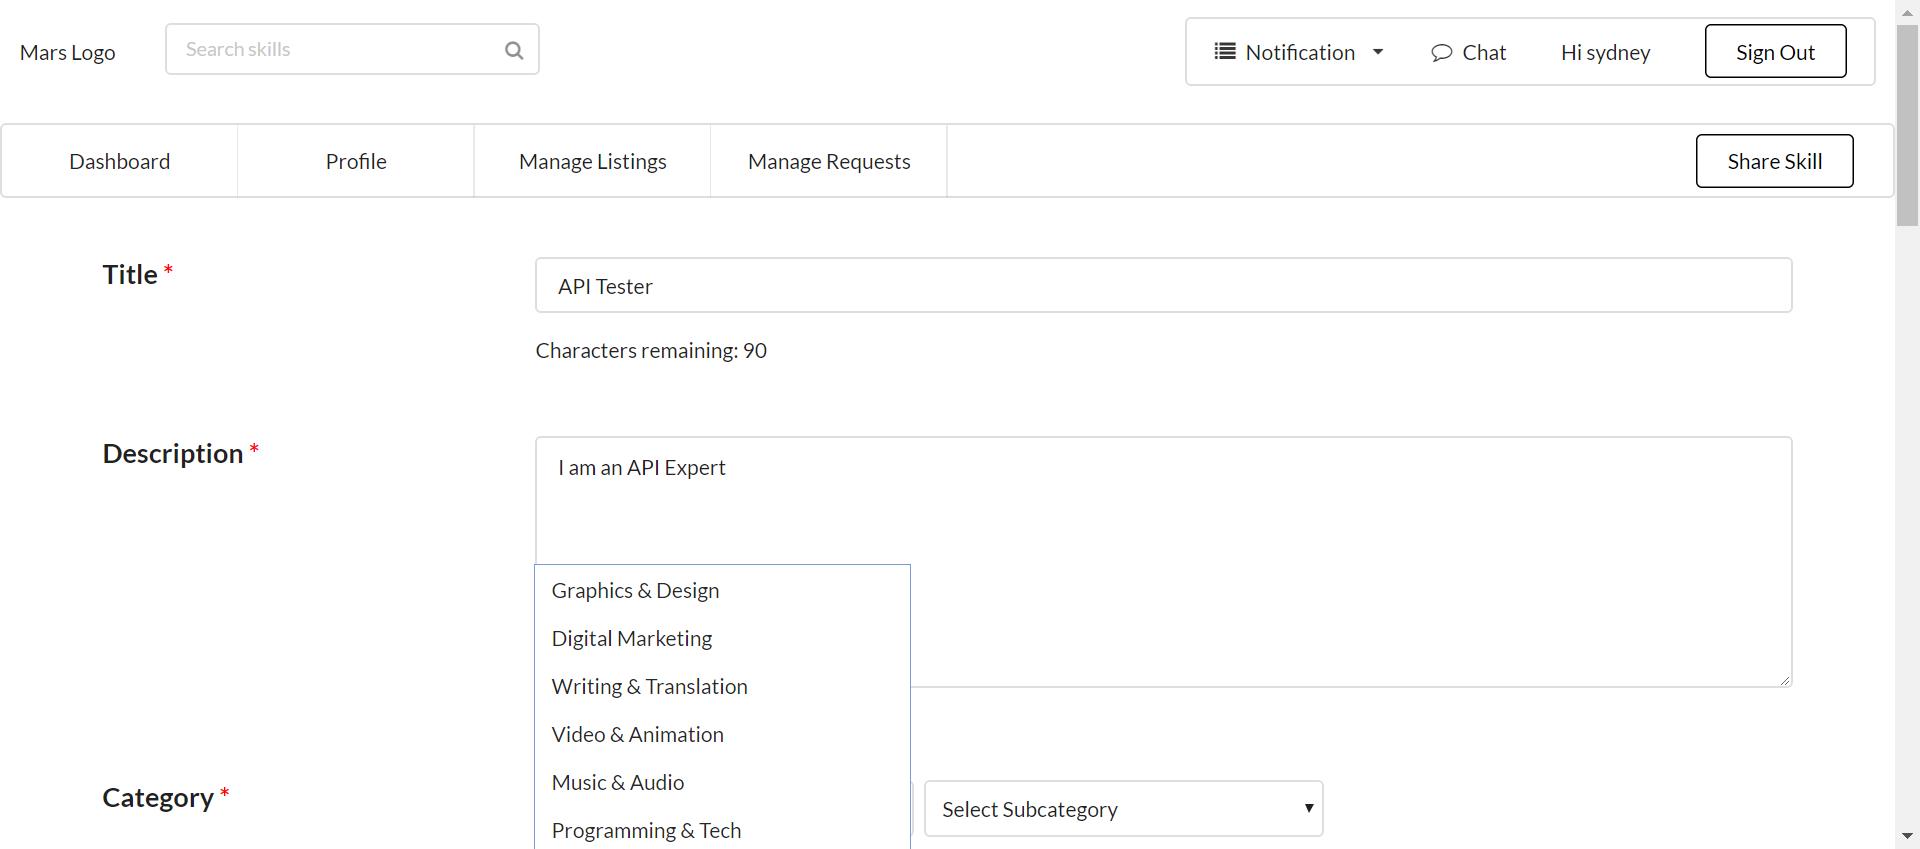 Mars Logo
Search skills
Notification
Chat
Hi sydney
Sign Out
Dashboard
Profile
Manage Listings
Manage Requests
Share Skill
Title *
API Tester
Characters remaining: 90
Description *
I am an API Expert
Graphics & Design
Digital Marketing
Writing & Translation
Video & Animation
Music & Audio
Programming & Tech
Category *
Select Subcategory